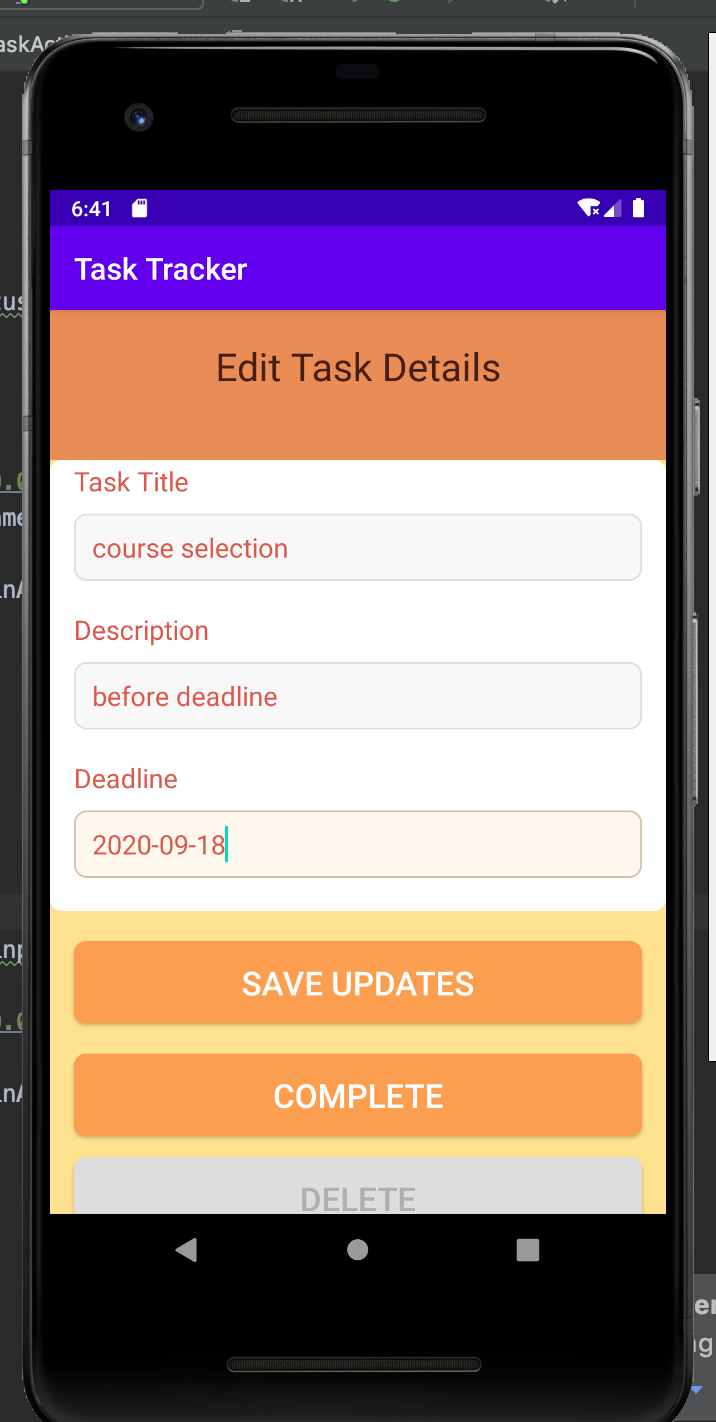 6:41
Task Tracker
Edit Task Details
Task Title
course selection
Description
before deadline
Deadline
2020-09-18
SAVE UPDATES
COMPLETE
DELETE